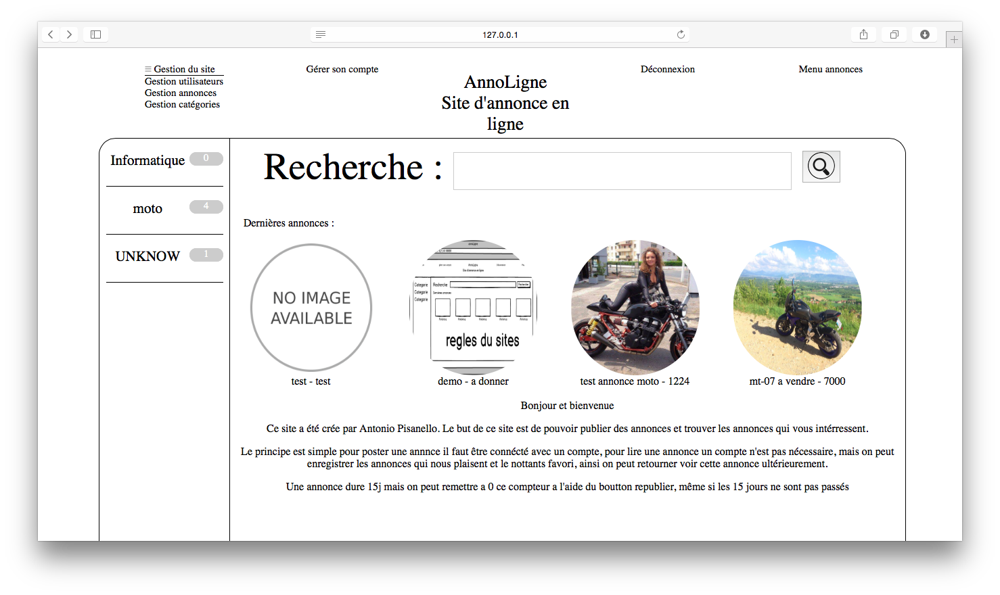 127.0.0.1
Gestion du site
Gérer son compte
Déconnexion
Menu annonces
Gestion utilisateurs
Gestion annonces
Gestion catégories
AnnoLigne
Site d'annonce en
ligne
Informatique 0
moto 4
UNKNOW 1
Recherche :
Dernières annonces :
NO IMAGE
AVAILABLE
Categorie
Categorie
Categorie
Recherche
Rechercher
regles du sites
test - test
demo - a donner
test annonce moto - 1224
mt-07 a vendre - 7000
Bonjour et bienvenue
Ce site a été crée par Antonio Pisanello. Le but de ce site est de pouvoir publier des annonces et trouver les annonces qui vous intérressent.
Le principe est simple pour poster une annnce il faut être connécté avec un compte, pour lire une annonce un compte n'est pas nécessaire, mais on peut
enregistrer les annonces qui nous plaisent et le nottants favori, ainsi on peut retourner voir cette annonce ultérieurement.
Une annonce dure 15j mais on peut remettre a 0 ce compteur a l'aide du boutton republier, même si les 15 jours ne sont pas passés